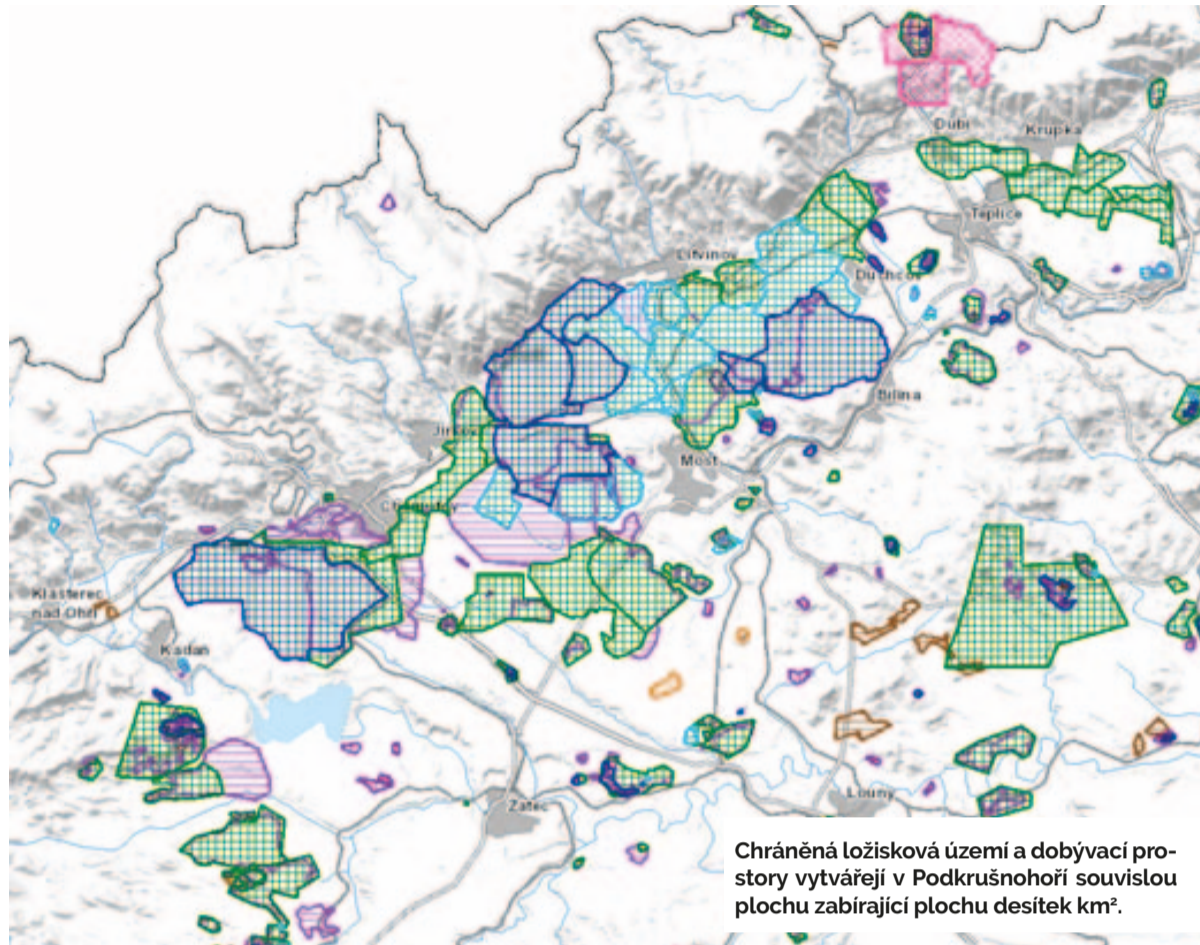 Dubí
Krupka
Teplice
Litvínov
Duchcov
Bílina
Jirkov
Most
Chomutov
Klášterec
nad Ohří
Kadaň
Žatec
Louny
Chráněná ložisková území a dobývací pro-
story vytvářejí v Podkrušnohoří souvislou
plochu zabírající plochu desítek km².